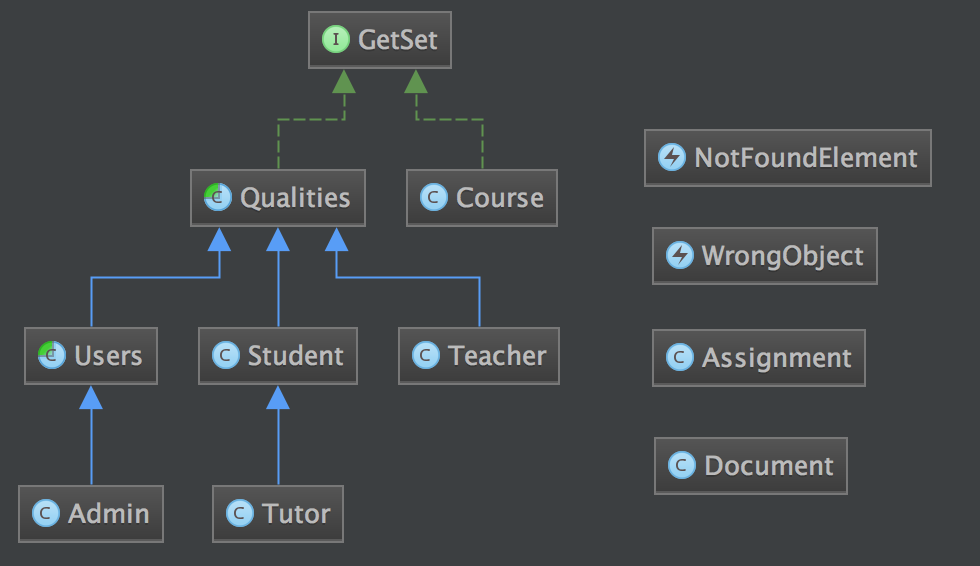 I GetSet
C Qualities
C Course
NotFoundElement
WrongObject
C Users
C Student
C Teacher
C Assignment
C Document
C Admin
C Tutor